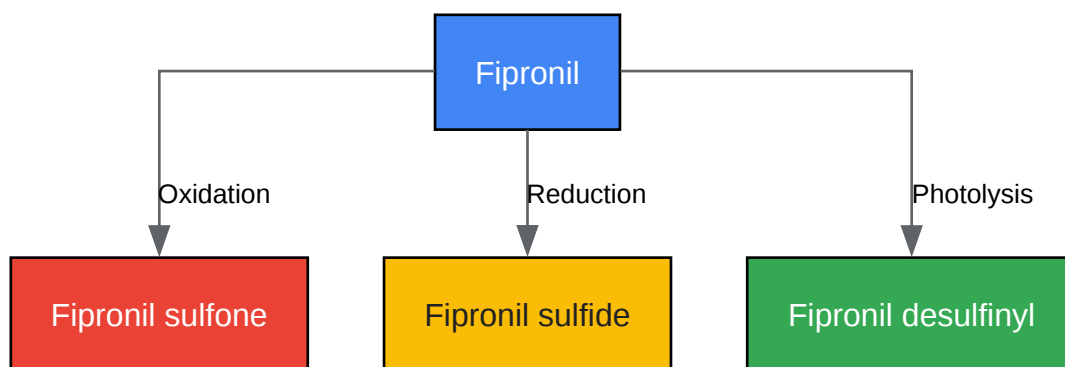 Fipronil
Oxidation
Reduction
Photolysis
Fipronil sulfone
Fipronil sulfide
Fipronil desulfinyl